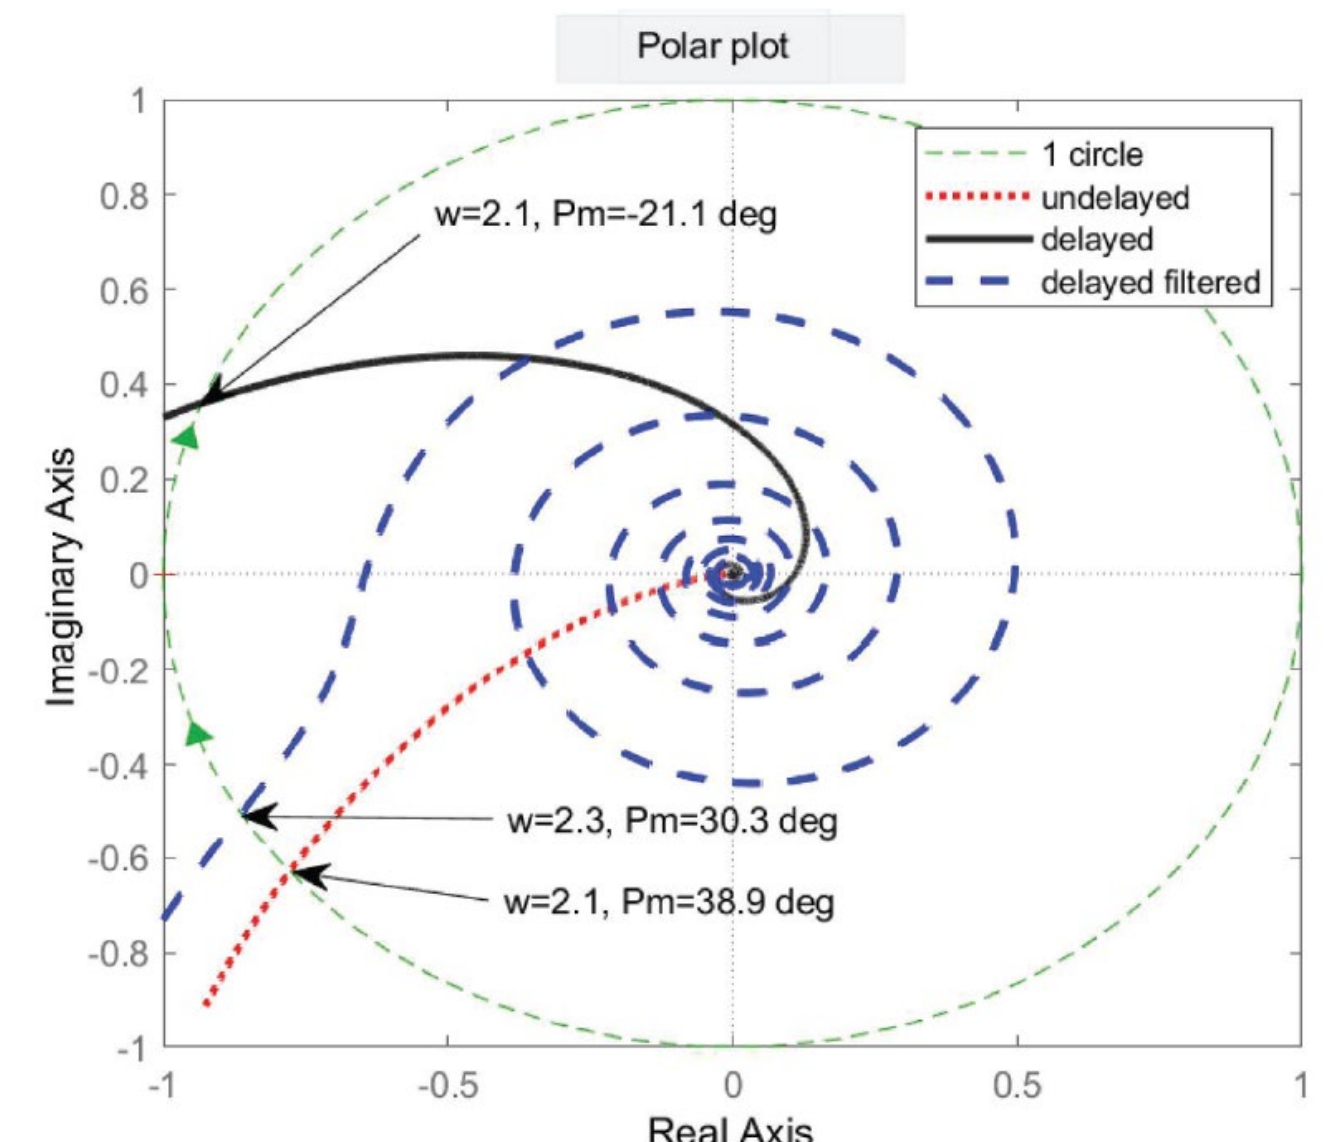 Polar plot
1
0.8
0.6
0.4
0.2
0
-0.2
-0.4
-0.6
-0.8
-1
Imaginary Axis
w=2.1, Pm=-21.1 deg
1 circle
undelayed
delayed
delayed filtered
w=2.3, Pm=30.3 deg
w=2.1, Pm=38.9 deg
-1 -0.5 0 0.5 1
Real Axis